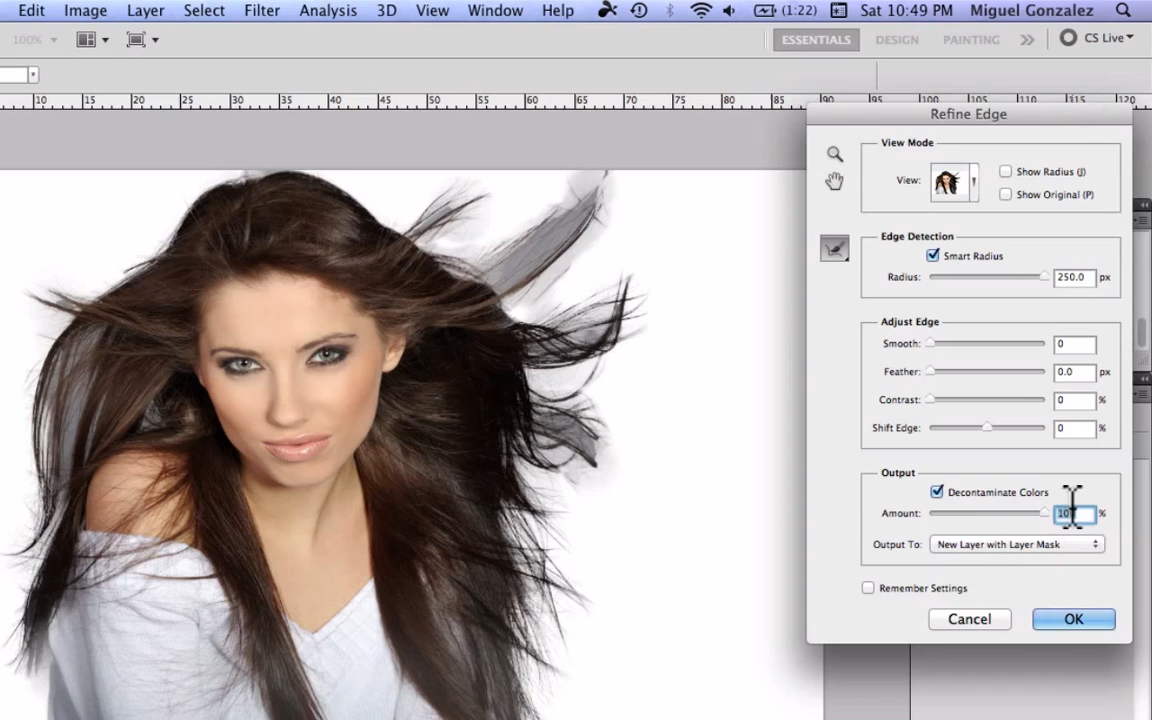 Edit Image Layer Select Filter Analysis 3D View Window Help (1:22) Sat 10:49 PM Miguel Gonzalez
100% ESSENTIALS DESIGN PAINTING CS Live
10 15 20 25 30 35 40 45 50 55 60 65 70 75 80 85 90 95 100 105 110 115 120
Refine Edge
View Mode
View: Show Radius (J)
Show Original (P)
Edge Detection
Smart Radius
Radius: 250.0 px
Adjust Edge
Smooth: 0
Feather: 0.0 px
Contrast: 0 %
Shift Edge: 0 %
Output
Decontaminate Colors
Amount: %
Output To: New Layer with Layer Mask
Remember Settings
Cancel OK